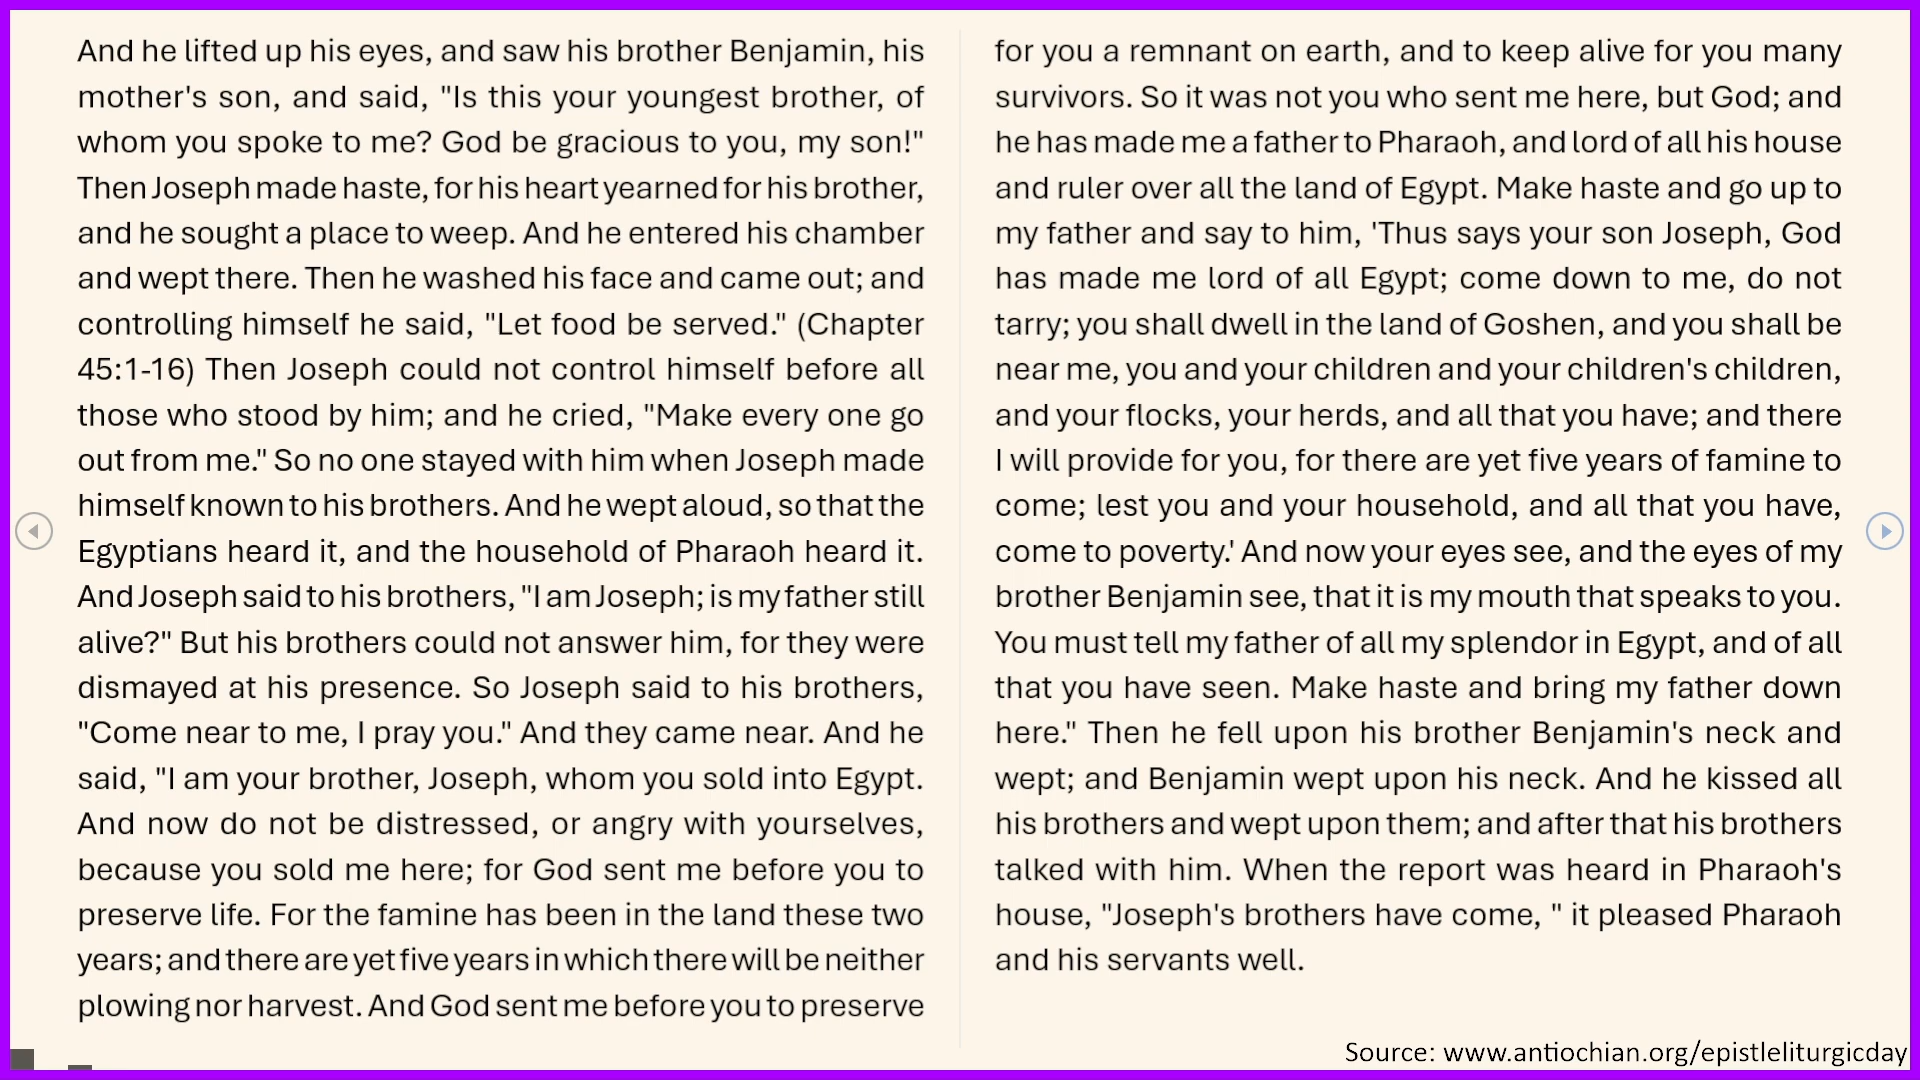 And he lifted up his eyes, and saw his brother Benjamin, his
mother's son, and said, "Is this your youngest brother, of
whom you spoke to me? God be gracious to you, my son!"
Then Joseph made haste, for his heart yearned for his brother,
and he sought a place to weep. And he entered his chamber
and wept there. Then he washed his face and came out; and
controlling himself he said, "Let food be served." (Chapter
45:1-16) Then Joseph could not control himself before all
those who stood by him; and he cried, "Make every one go
out from me." So no one stayed with him when Joseph made
himself known to his brothers. And he wept aloud, so that the
Egyptians heard it, and the household of Pharaoh heard it.
And Joseph said to his brothers, "I am Joseph; is my father still
alive?" But his brothers could not answer him, for they were
dismayed at his presence. So Joseph said to his brothers,
"Come near to me, I pray you." And they came near. And he
said, "I am your brother, Joseph, whom you sold into Egypt.
And now do not be distressed, or angry with yourselves,
because you sold me here; for God sent me before you to
preserve life. For the famine has been in the land these two
years; and there are yet five years in which there will be neither
plowing nor harvest. And God sent me before you to preserve
for you a remnant on earth, and to keep alive for you many
survivors. So it was not you who sent me here, but God; and
he has made me a father to Pharaoh, and lord of all his house
and ruler over all the land of Egypt. Make haste and go up to
my father and say to him, 'Thus says your son Joseph, God
has made me lord of all Egypt; come down to me, do not
tarry; you shall dwell in the land of Goshen, and you shall be
near me, you and your children and your children's children,
and your flocks, your herds, and all that you have; and there
I will provide for you, for there are yet five years of famine to
come; lest you and your household, and all that you have,
come to poverty.' And now your eyes see, and the eyes of my
brother Benjamin see, that it is my mouth that speaks to you.
You must tell my father of all my splendor in Egypt, and of all
that you have seen. Make haste and bring my father down
here." Then he fell upon his brother Benjamin's neck and
wept; and Benjamin wept upon his neck. And he kissed all
his brothers and wept upon them; and after that his brothers
talked with him. When the report was heard in Pharaoh's
house, "Joseph's brothers have come, " it pleased Pharaoh
and his servants well.
Source: www.antiochian.org/epistleliturgicday